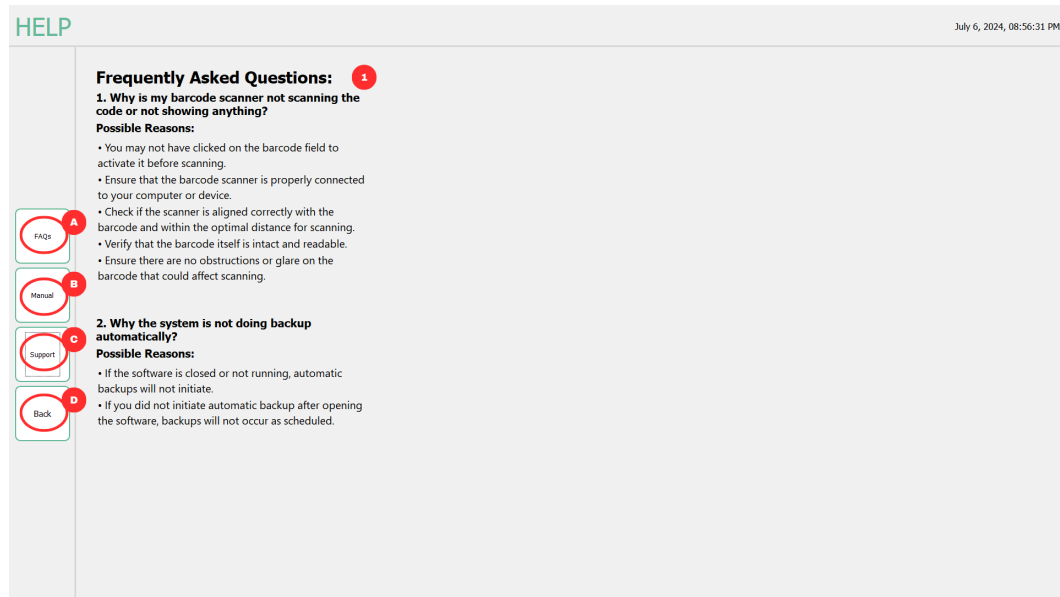 HELP
July 6, 2024, 08:56:31 PM
Frequently Asked Questions:
1
1. Why is my barcode scanner not scanning the
code or not showing anything?
Possible Reasons:
• You may not have clicked on the barcode field to
activate it before scanning.
• Ensure that the barcode scanner is properly connected
to your computer or device.
• Check if the scanner is aligned correctly with the
barcode and within the optimal distance for scanning.
• Verify that the barcode itself is intact and readable.
• Ensure there are no obstructions or glare on the
barcode that could affect scanning.
2. Why the system is not doing backup
automatically?
Possible Reasons:
• If the software is closed or not running, automatic
backups will not initiate.
• If you did not initiate automatic backup after opening
the software, backups will not occur as scheduled.
A
FAQs
B
Manual
C
Support
D
Back